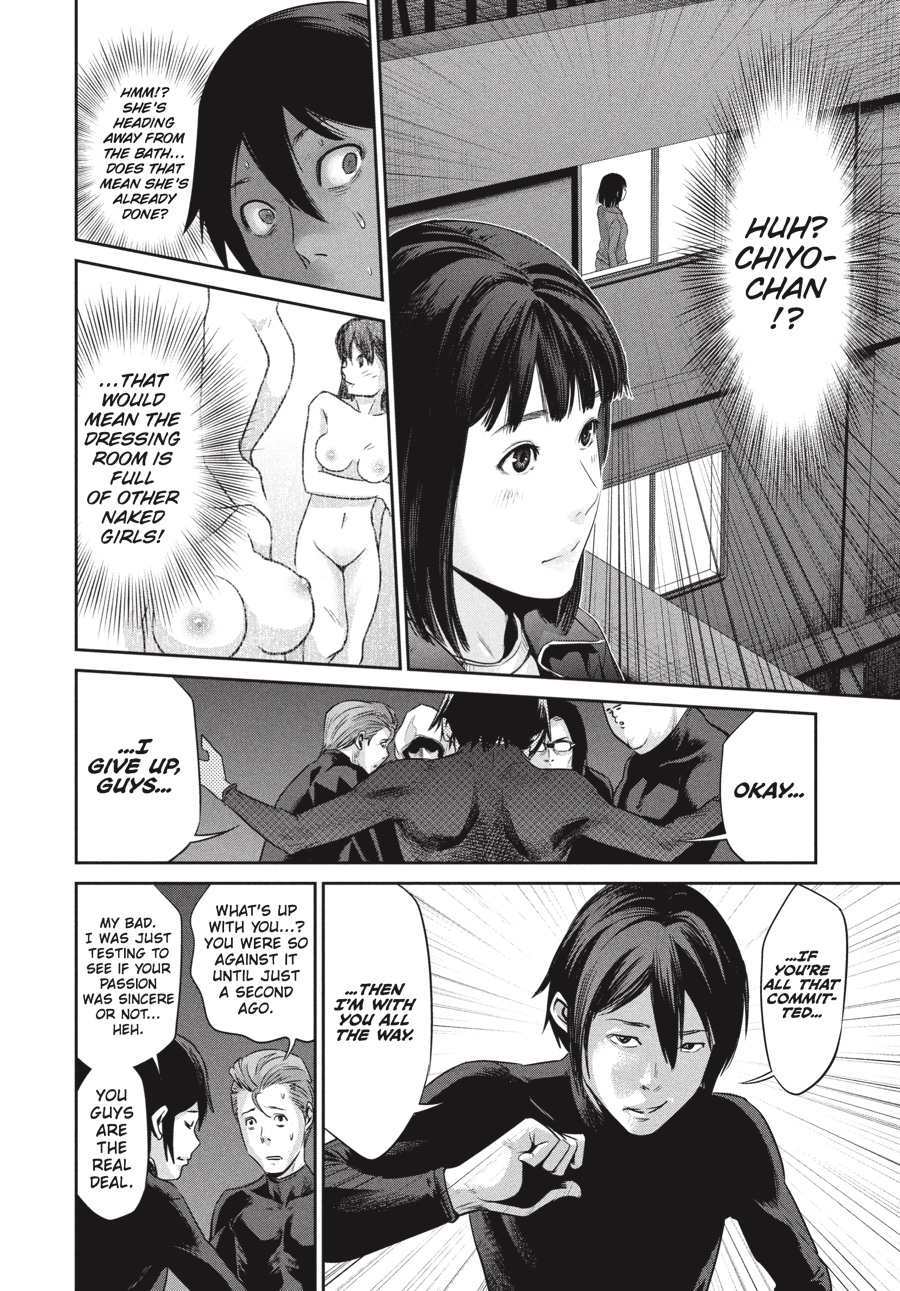 HUH?
CHIYO-
CHAN
!?
HMM!?
SHE'S
HEADING
AWAY FROM
THE BATH...
DOES THAT
MEAN SHE'S
ALREADY
DONE?
...THAT
WOULD
MEAN THE
DRESSING
ROOM IS
FULL
OF OTHER
NAKED
GIRLS!
OKAY...
...I
GIVE UP,
GUYS...
...IF
YOU'RE
ALL THAT
COMMIT-
TED...
...THEN
I'M WITH
YOU ALL
THE WAY.
WHAT'S UP
WITH YOU...?
YOU WERE SO
AGAINST IT
UNTIL JUST
A SECOND
AGO.
MY BAD.
I WAS JUST
TESTING TO
SEE IF YOUR
PASSION
WAS SINCERE
OR NOT...
HEH.
YOU
GUYS
ARE
THE
REAL
DEAL.